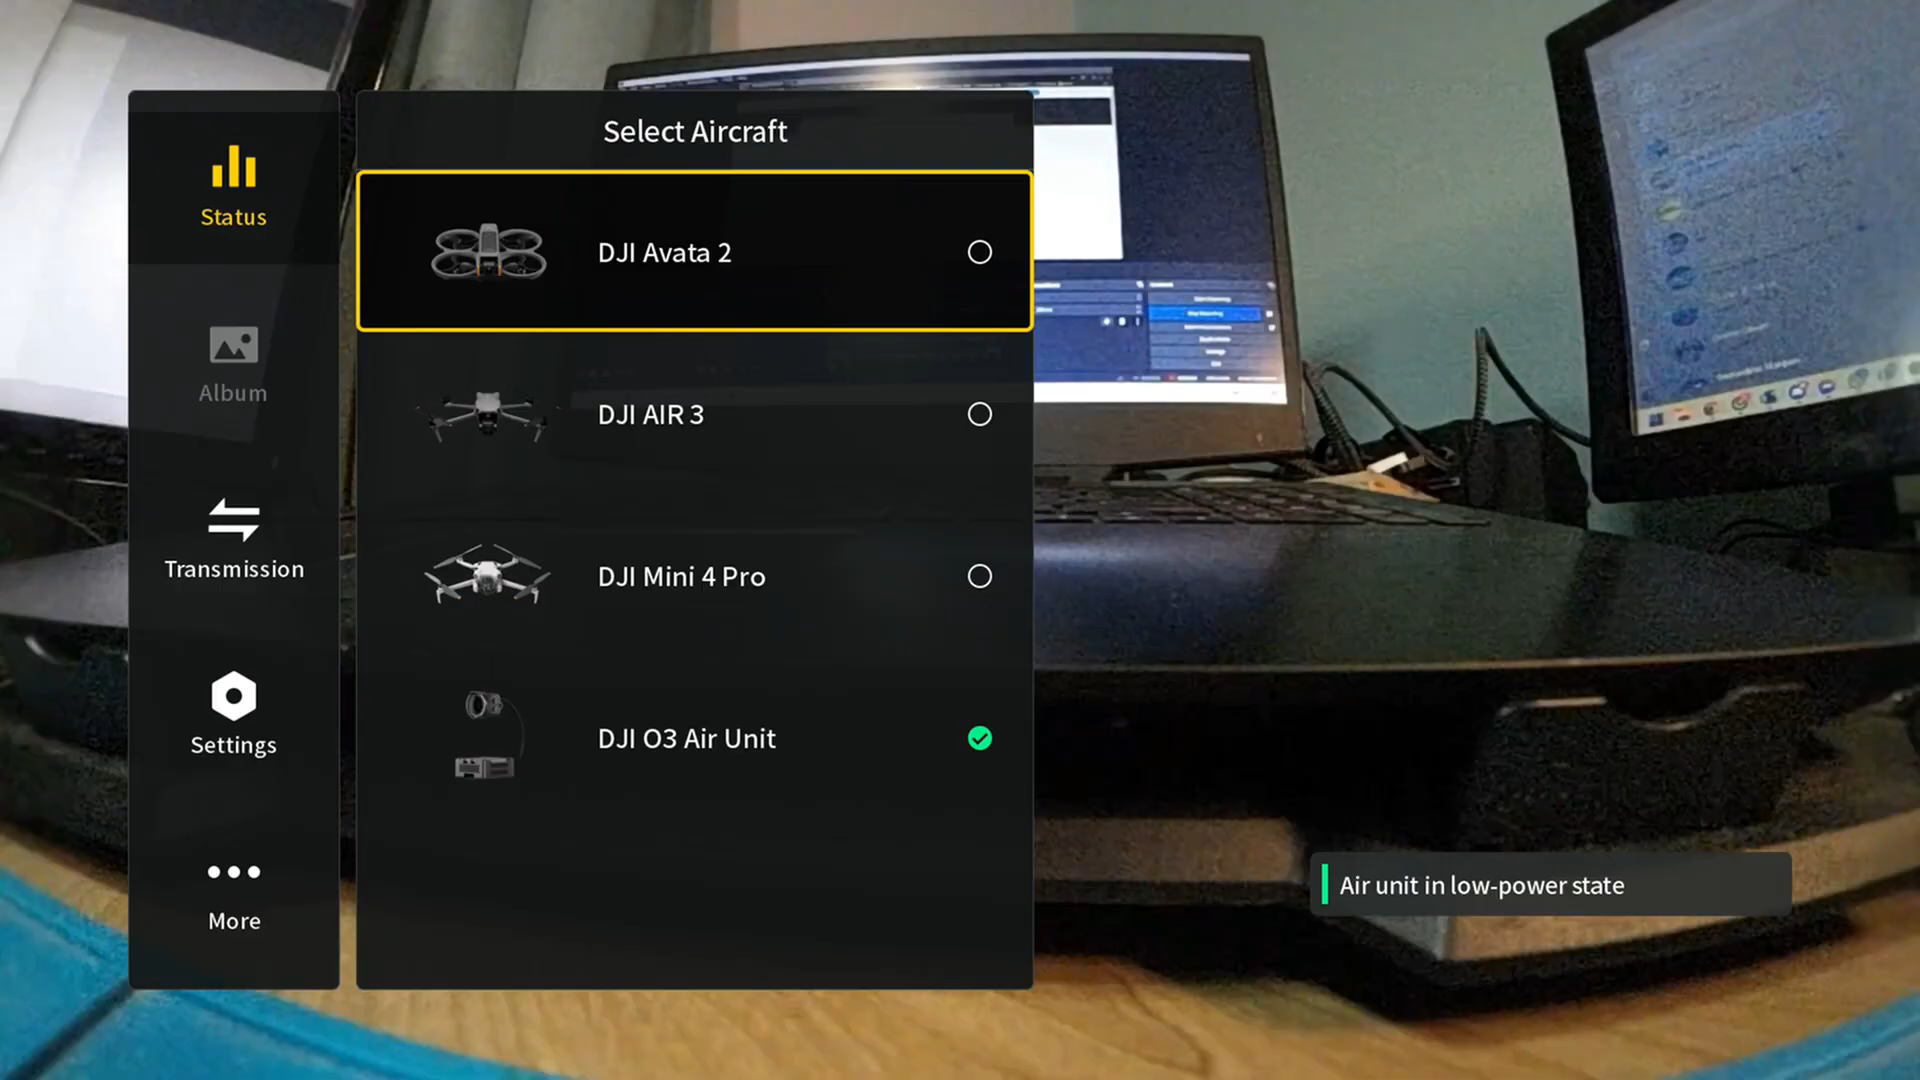 Select Aircraft
Status
DJI Avata 2
Album
DJI AIR 3
Transmission
DJI Mini 4 Pro
Settings
DJI O3 Air Unit
More
Air unit in low-power state